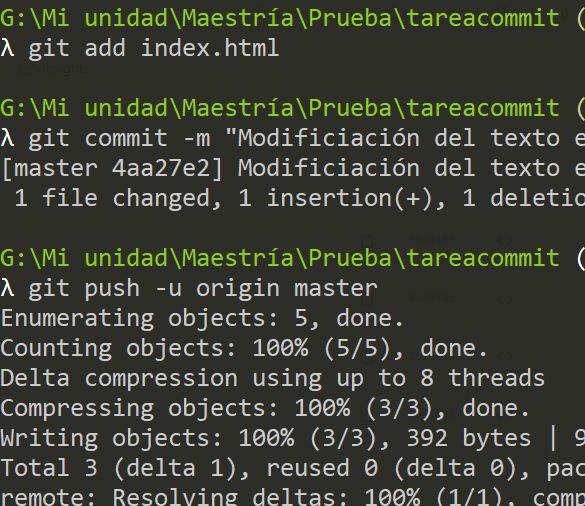 G:\Mi unidad\Maestría\Prueba\tareacommit (
λ git add index.html
G:\Mi unidad\Maestría\Prueba\tareacommit (
λ git commit -m "Modificiación del texto e
[master 4aa27e2] Modificiación del texto e
1 file changed, 1 insertion(+), 1 deletio
G:\Mi unidad\Maestría\Prueba\tareacommit (
λ git push -u origin master
Enumerating objects: 5, done.
Counting objects: 100% (5/5), done.
Delta compression using up to 8 threads
Compressing objects: 100% (3/3), done.
Writing objects: 100% (3/3), 392 bytes | 9
Total 3 (delta 1), reused 0 (delta 0), pac
remote: Resolving deltas: 100% (1/1), comp